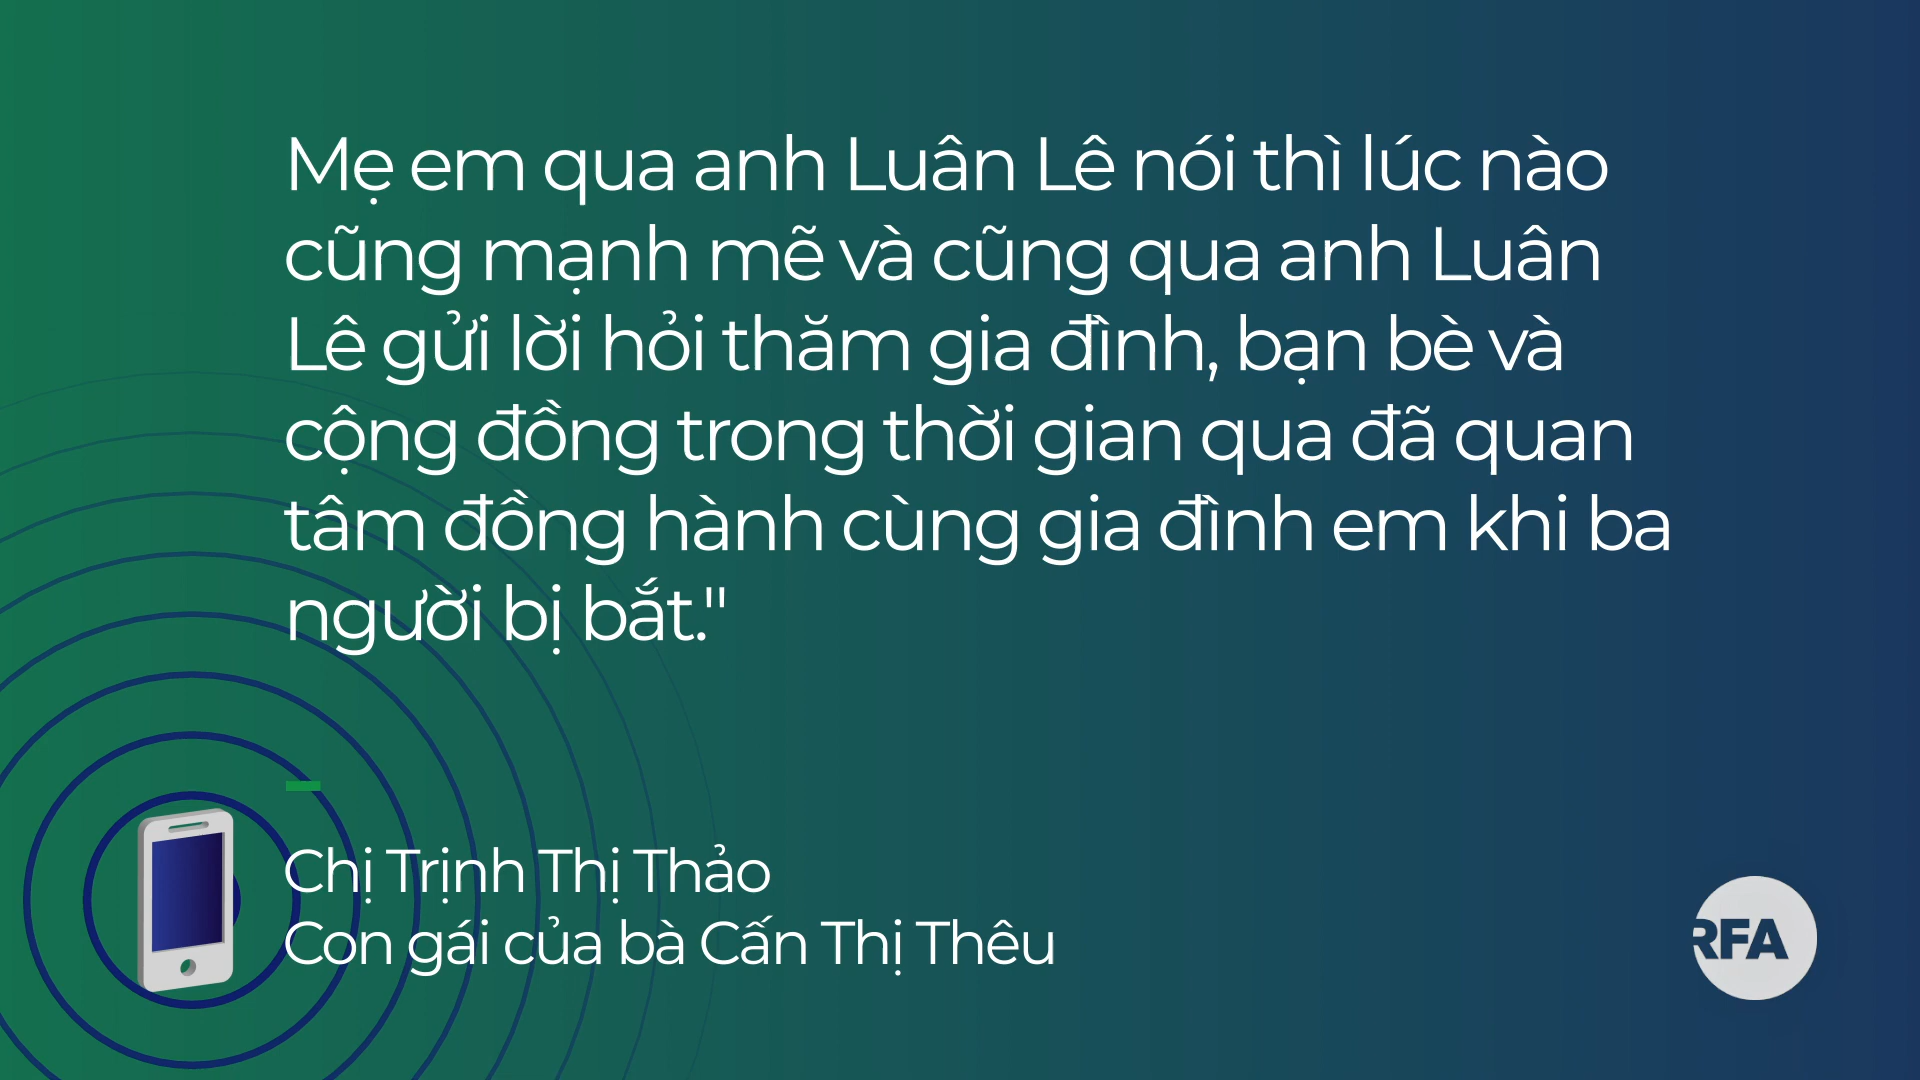 Mẹ em qua anh Luân Lê nói thì lúc nào
cũng mạnh mẽ và cũng qua anh Luân
Lê gửi lời hỏi thăm gia đình, bạn bè và
cộng đồng trong thời gian qua đã quan
tâm đồng hành cùng gia đình em khi ba
người bị bắt."
Chị Trịnh Thị Thảo
Con gái của bà Cấn Thị Thêu
RFA